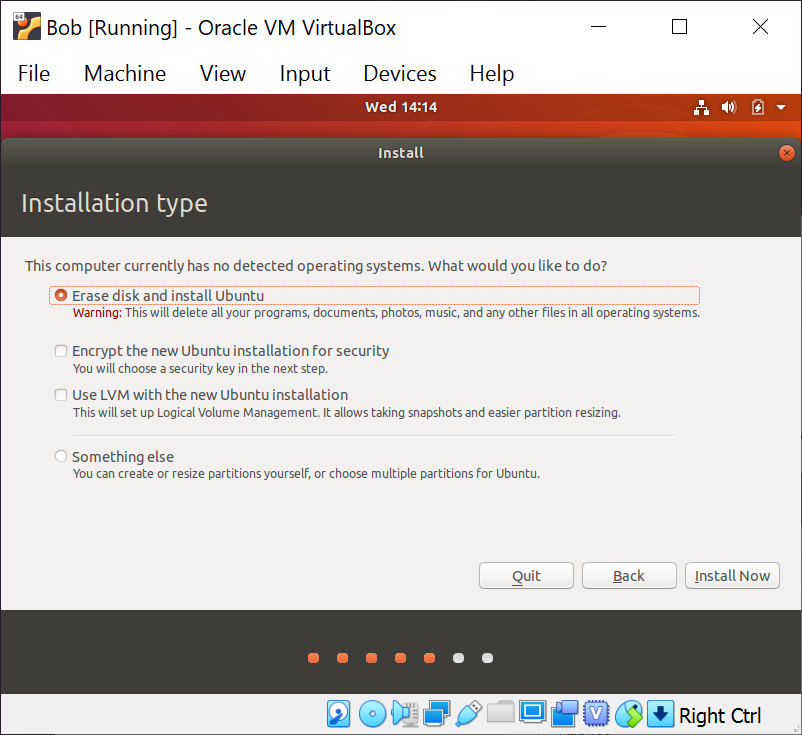 64
Bob [Running] - Oracle VM VirtualBox
File Machine View Input Devices Help
Wed 14:14
Install
Installation type
This computer currently has no detected operating systems. What would you like to do?
Erase disk and install Ubuntu
Warning: This will delete all your programs, documents, photos, music, and any other files in all operating systems.
Encrypt the new Ubuntu installation for security
You will choose a security key in the next step.
Use LVM with the new Ubuntu installation
This will set up Logical Volume Management. It allows taking snapshots and easier partition resizing.
Something else
You can create or resize partitions yourself, or choose multiple partitions for Ubuntu.
Quit Back Install Now
V Right Ctrl